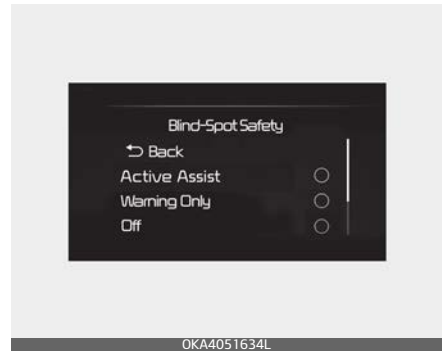 Blind-Spot Safety
⮌ Back
Active Assist
Warning Only
Off
OKA4051634L